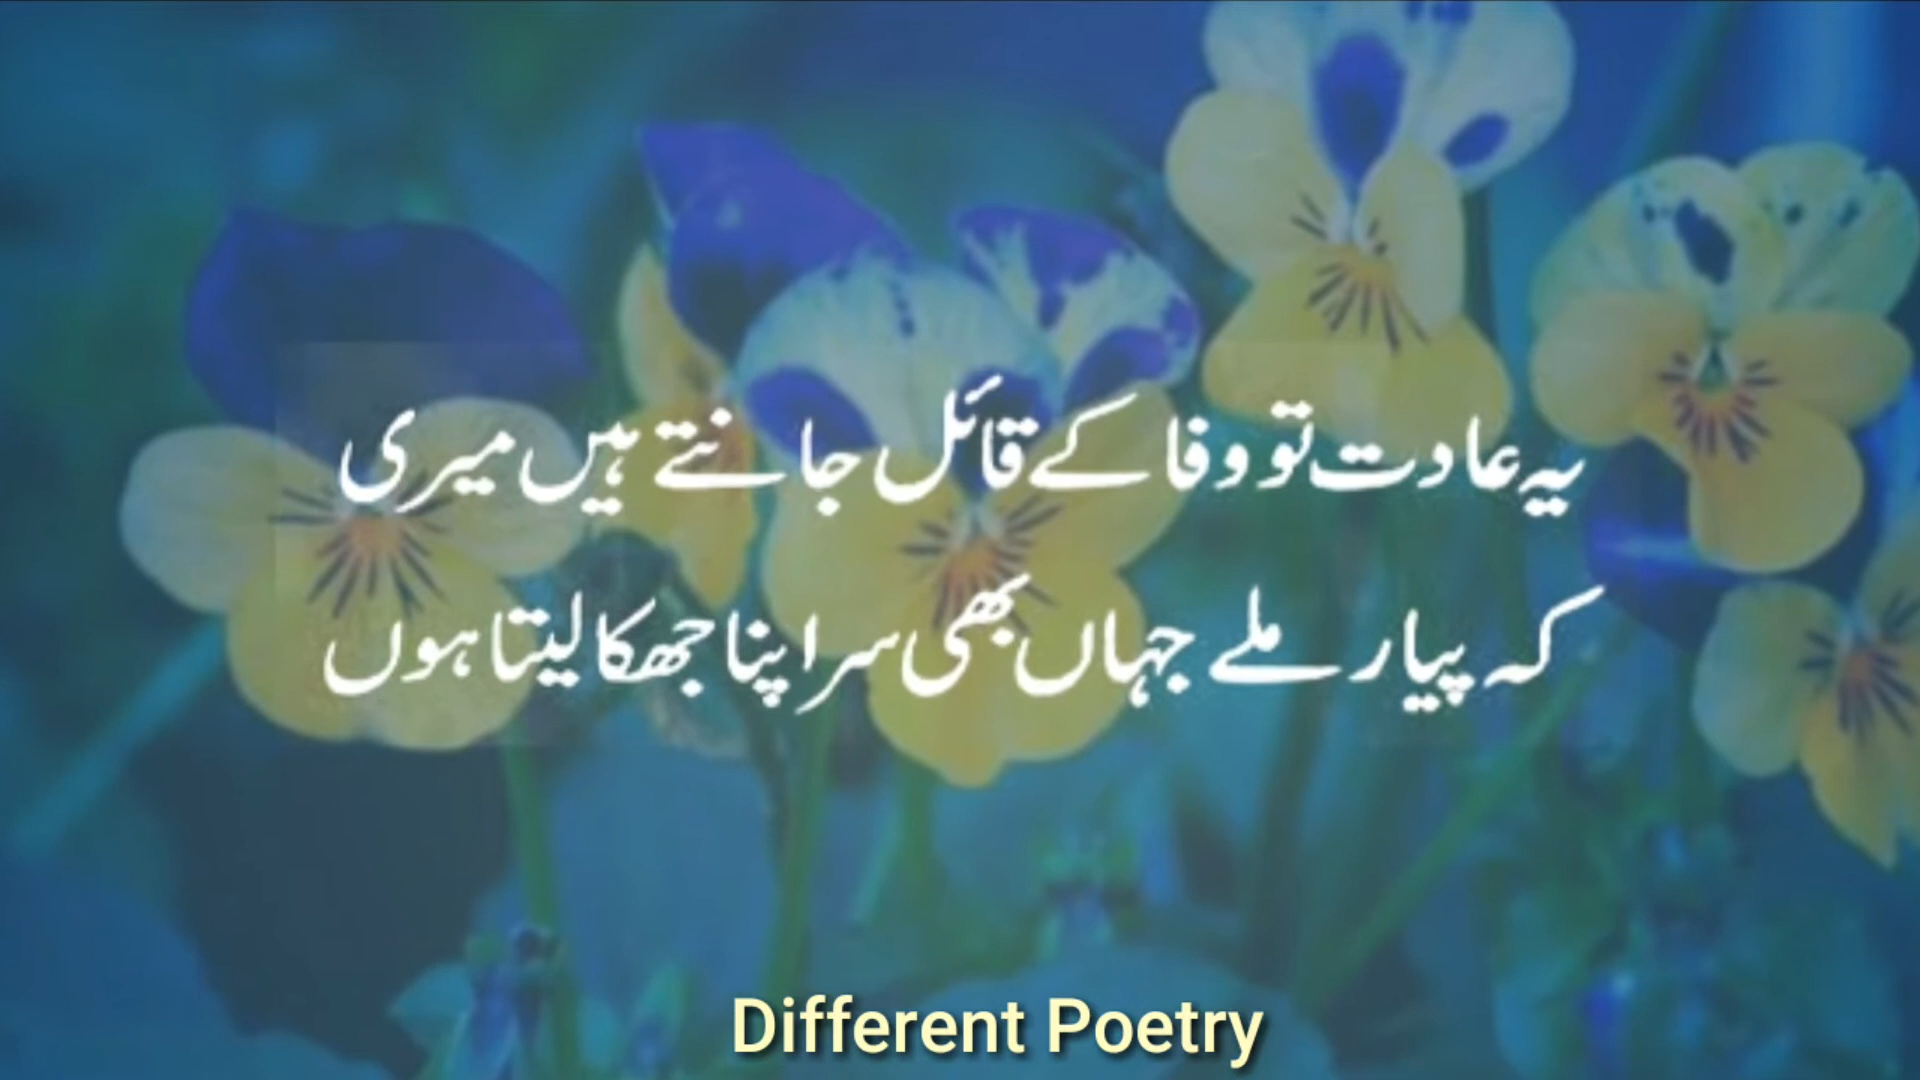 یہ عادت تو وفا کے قائل جانتے ہیں میری
کہ پیار ملے جہاں بھی سر اپنا جھکا لیتا ہوں
Different Poetry